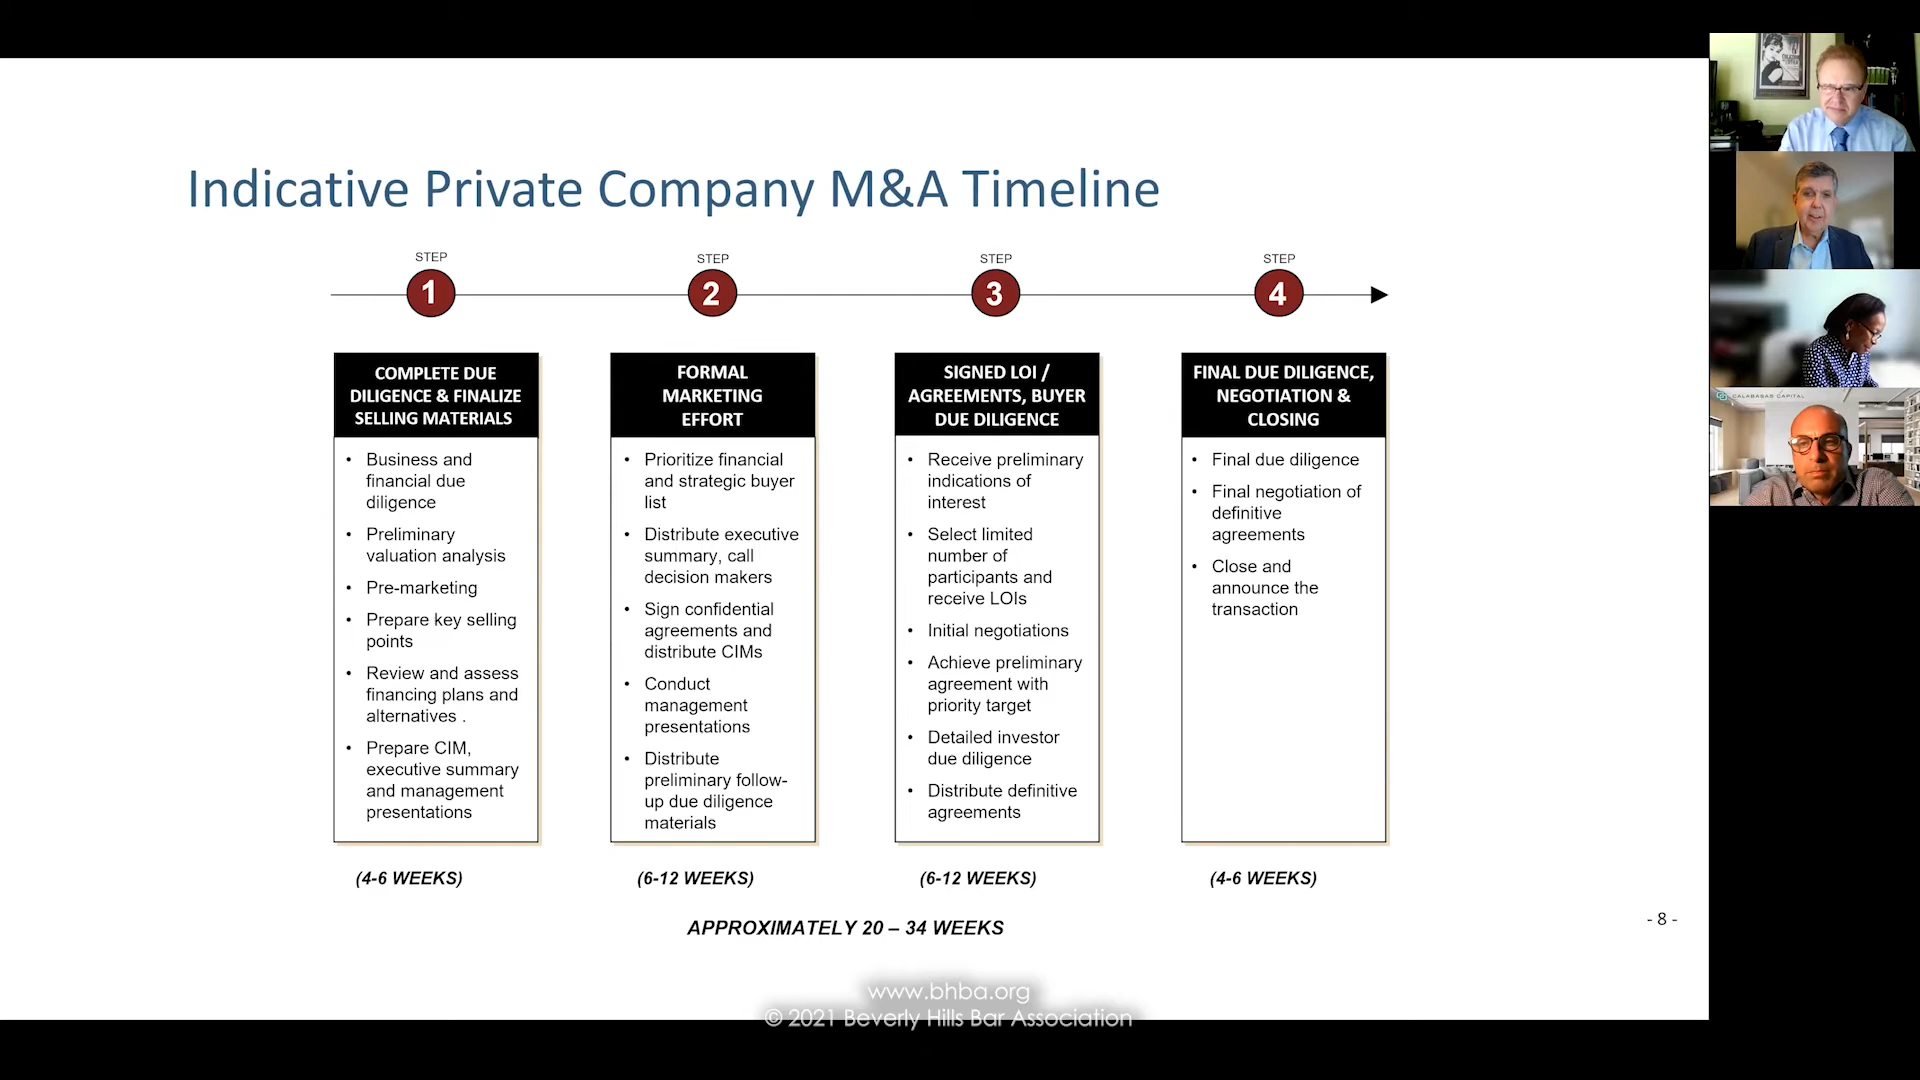 Indicative Private Company M&A Timeline
STEP
1
STEP
2
STEP
3
STEP
4
COMPLETE DUE
DILIGENCE & FINALIZE
SELLING MATERIALS
• Business and
financial due
diligence
• Preliminary
valuation analysis
• Pre-marketing
• Prepare key selling
points
• Review and assess
financing plans and
alternatives .
• Prepare CIM,
executive summary
and management
presentations
(4-6 WEEKS)
FORMAL
MARKETING
EFFORT
• Prioritize financial
and strategic buyer
list
• Distribute executive
summary, call
decision makers
• Sign confidential
agreements and
distribute CIMs
• Conduct
management
presentations
• Distribute
preliminary follow-
up due diligence
materials
(6-12 WEEKS)
SIGNED LOI /
AGREEMENTS, BUYER
DUE DILIGENCE
• Receive preliminary
indications of
interest
• Select limited
number of
participants and
receive LOIs
• Initial negotiations
• Achieve preliminary
agreement with
priority target
• Detailed investor
due diligence
• Distribute definitive
agreements
(6-12 WEEKS)
FINAL DUE DILIGENCE,
NEGOTIATION &
CLOSING
• Final due diligence
• Final negotiation of
definitive
agreements
• Close and
announce the
transaction
(4-6 WEEKS)
APPROXIMATELY 20 – 34 WEEKS
- 8 -
www.bhba.org
© 2021 Beverly Hills Bar Association
CALABASAS CAPITAL